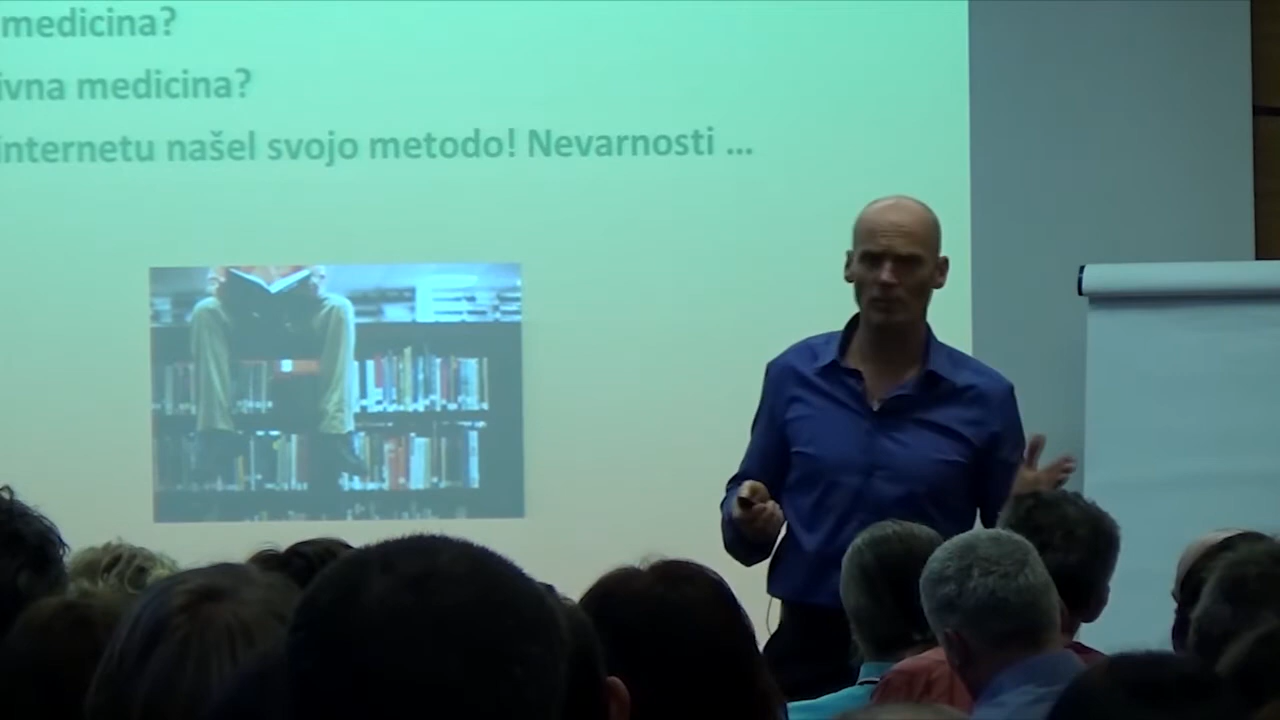 medicina?
ivna medicina?
internetu našel svojo metodo! Nevarnosti ...